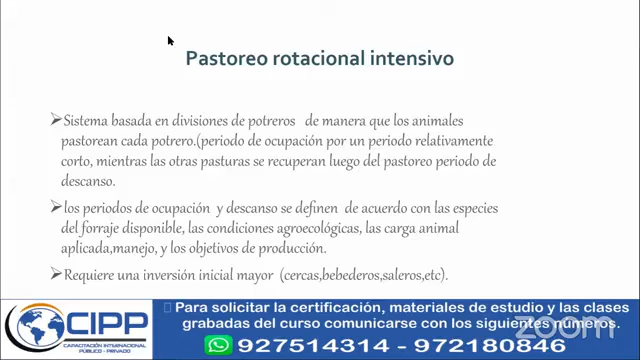 Pastoreo rotacional intensivo
➢Sistema basada en divisiones de potreros de manera que los animales
pastorean cada potrero.(periodo de ocupación por un periodo relativamente
corto, mientras las otras pasturas se recuperan luego del pastoreo periodo de
descanso.
➢los periodos de ocupación y descanso se definen de acuerdo con las especies
del forraje disponible, las condiciones agroecológicas, las carga animal
aplicada,manejo, y los objetivos de producción.
➢Requiere una inversión inicial mayor (cercas,bebederos,saleros,etc).
CIPP
CAPACITACIÓN INTERNACIONAL
PÚBLICO - PRIVADO
Para solicitar la certificación, materiales de estudio y las clases
grabadas del curso comunicarse con los siguientes números.
927514314 - 972180846
zoom